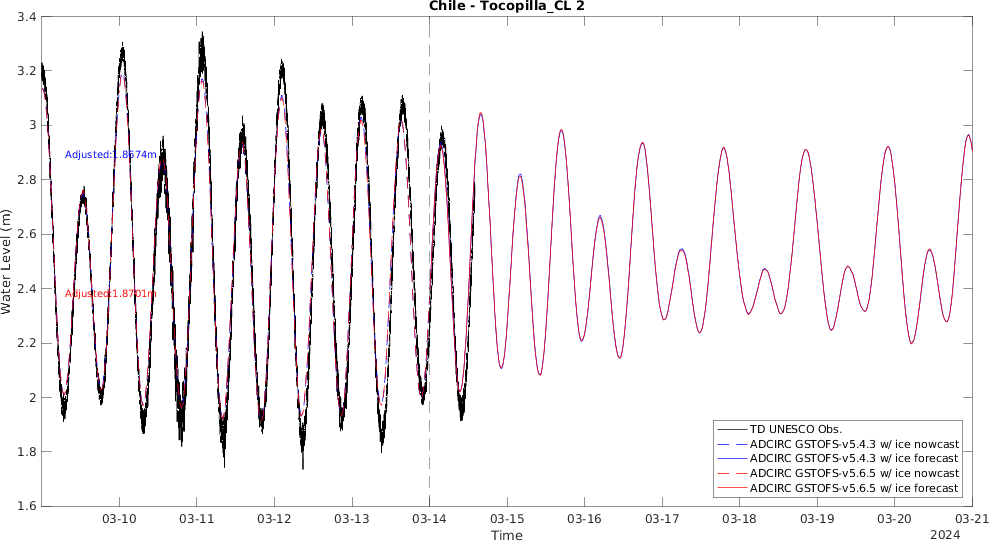 Chile - Tocopilla_CL 2
Water Level (m)
3.4
3.2
3
2.8
2.6
2.4
2.2
2
1.8
1.6
Adjusted:1.8674m
Adjusted:1.8701m
TD UNESCO Obs.
ADCIRC GSTOFS-v5.4.3 w/ ice nowcast
ADCIRC GSTOFS-v5.4.3 w/ ice forecast
ADCIRC GSTOFS-v5.6.5 w/ ice nowcast
ADCIRC GSTOFS-v5.6.5 w/ ice forecast
03-10 03-11 03-12 03-13 03-14 03-15 03-16 03-17 03-18 03-19 03-20 03-21
Time
2024